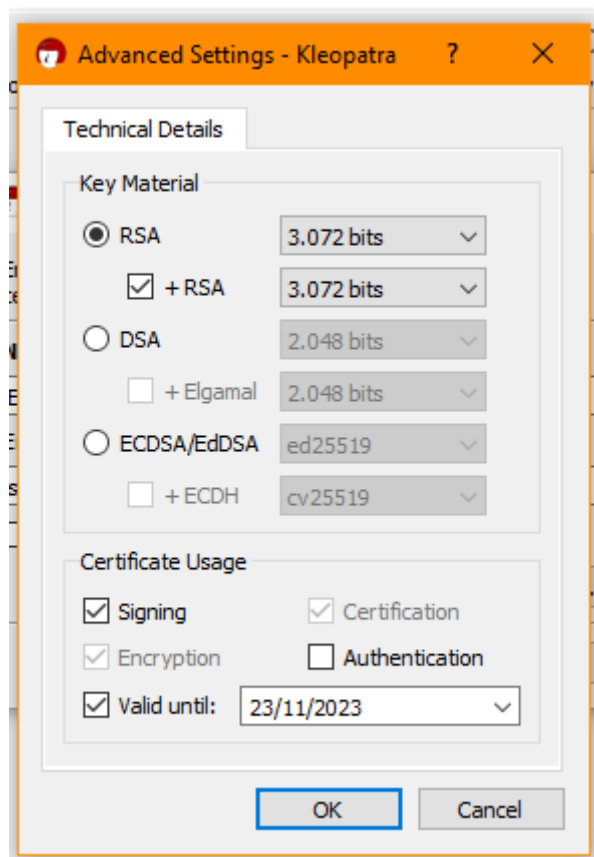 Advanced Settings - Kleopatra ? 
Technical Details
Key Material
RSA 3.072 bits
+ RSA 3.072 bits
DSA 2.048 bits
+ Elgamal 2.048 bits
ECDSA/EdDSA ed25519
+ ECDH cv25519
Certificate Usage
Signing Certification
Encryption Authentication
Valid until: 23/11/2023
OK Cancel